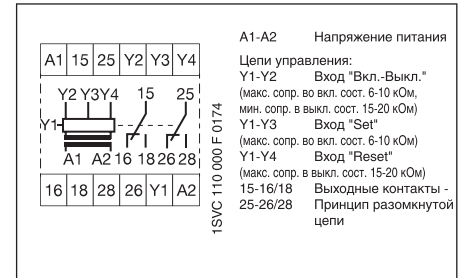 A1 15 25 Y2 Y3 Y4
Y2 Y3 Y4 15 25
Y1
A1 A2 16 18 26 28
16 18 28 26 Y1 A2
1SVC 110 000 F 0174
A1-A2 Напряжение питания
Цепи управления:
Y1-Y2 Вход "Вкл.-Выкл."
(макс. сопр. во вкл. сост. 6-10 кОм,
мин. сопр. в выкл. сост. 15-20 кОм)
Y1-Y3 Вход "Set"
(макс. сопр. во вкл. сост. 6-10 кОм)
Y1-Y4 Вход "Reset"
(макс. сопр. в выкл. сост. 15-20 кОм)
15-16/18 Выходные контакты -
25-26/28 Принцип разомкнутой
цепи